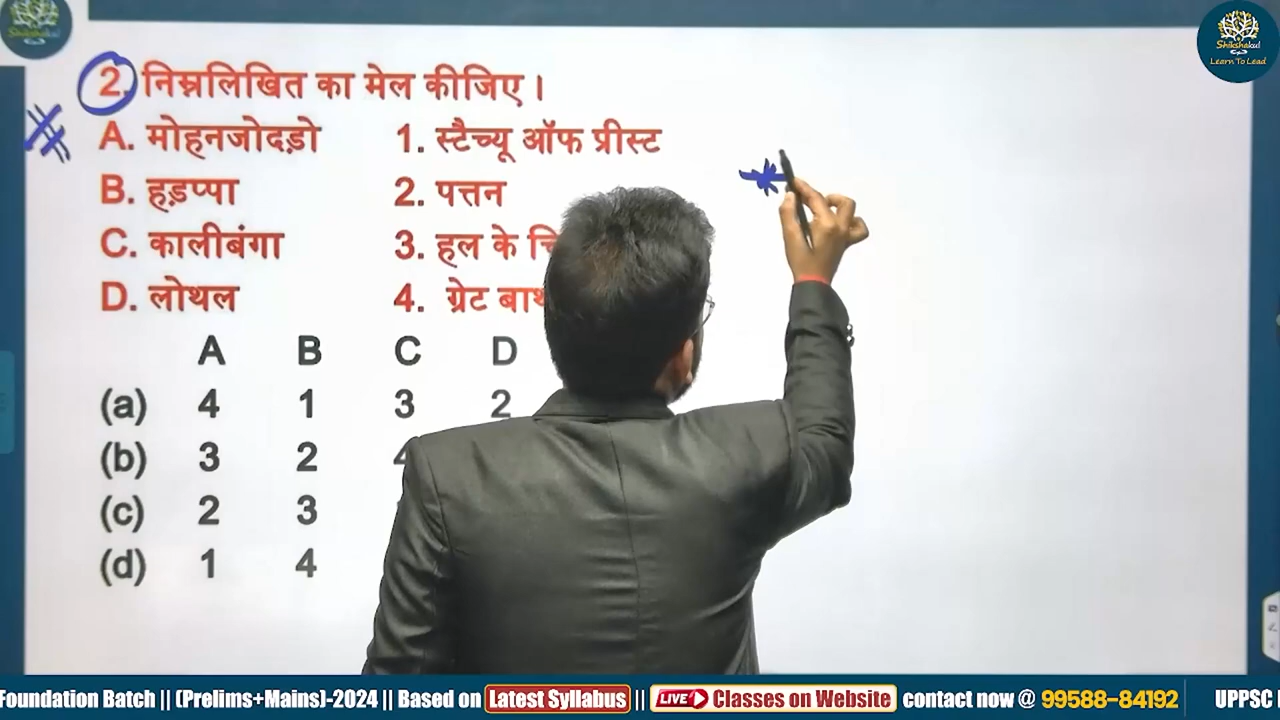 Shikshakul
Shikshakul
Learn To Lead
2. निम्नलिखित का मेल कीजिए।
A. मोहनजोदड़ो 1. स्टैच्यू ऑफ प्रीस्ट
B. हड़प्पा 2. पत्तन
C. कालीबंगा 3. हल के
D. लोथल 4. ग्रेट
A B C D
(a) 4 1 3 2
(b) 3 2 4
(c) 2 3
(d) 1 4
Foundation Batch || (Prelims+Mains)-2024 || Based on Latest Syllabus || LIVE Classes on Website contact now @ 99588-84192 UPPSC